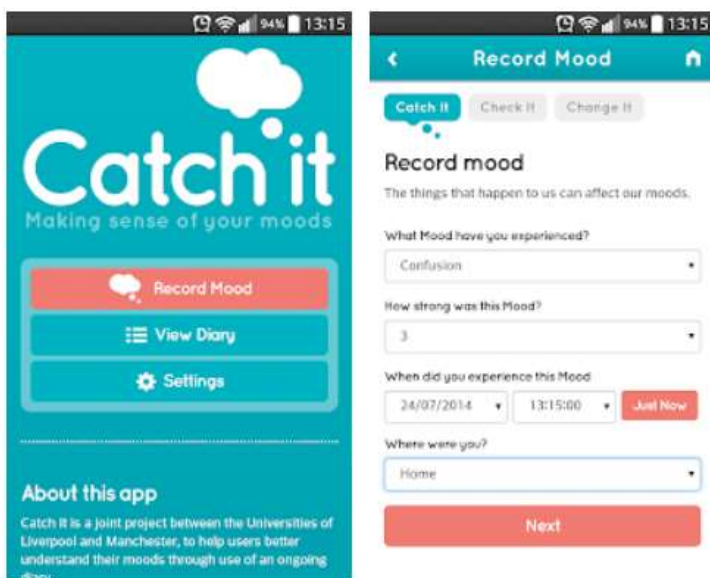 94% 13:15
Catch it
Making sense of your moods
Record Mood
View Diary
Settings
About this app
Catch It is a joint project between the Universities of
Liverpool and Manchester, to help users better
understand their moods through use of an ongoing
diary
94% 13:15
Record Mood
Catch It Check It Change It
Record mood
The things that happen to us can affect our moods.
What Mood have you experienced?
Confusion
How strong was this Mood?
3
When did you experience this Mood
24/07/2014 13:15:00 Just Now
Where were you?
Home
Next